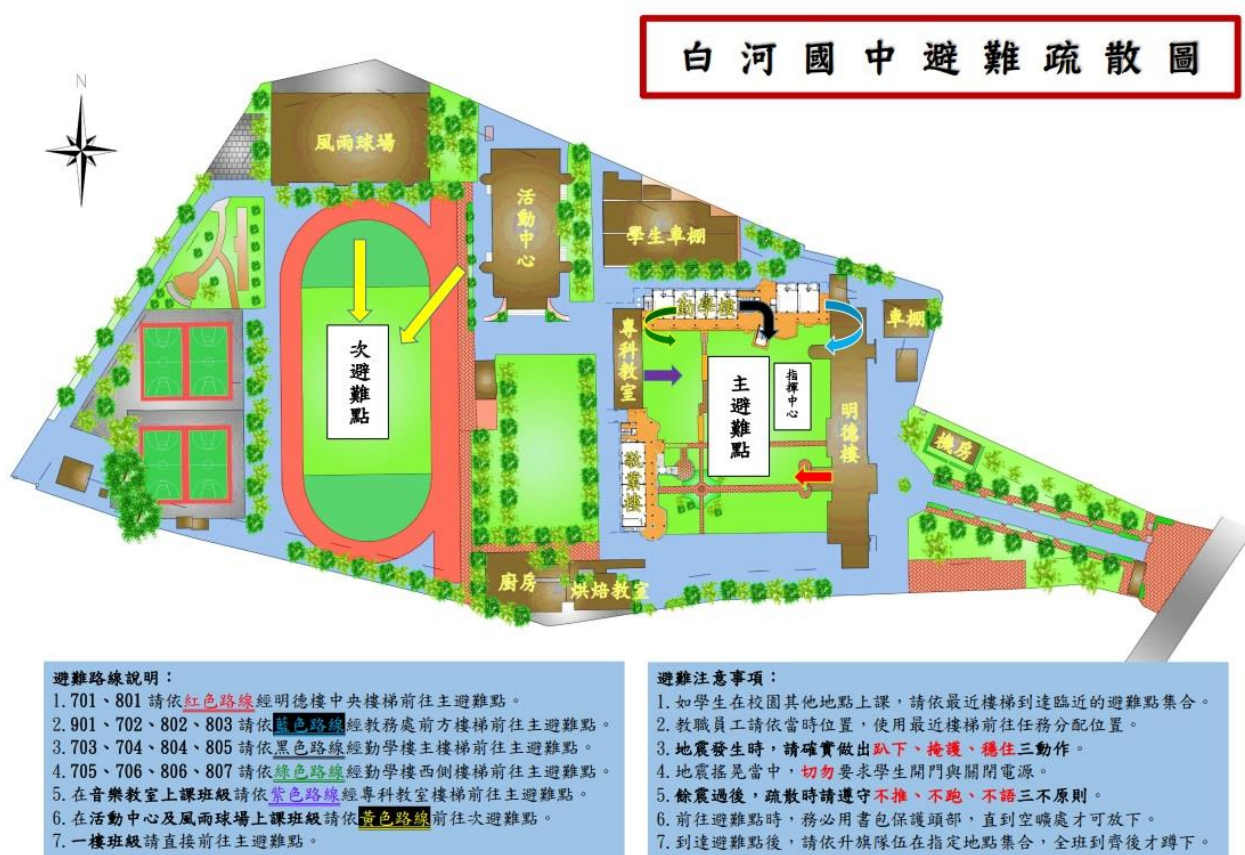 白河國中避難疏散圖
N
風雨球場
活動中心
學生車棚
勤學樓
車棚
專科教室
次避難點
主避難點
指揮中心
明德樓
機房
敬業樓
廚房
烘焙教室
避難路線說明：
1.701、801 請依紅色路線經明德樓中央樓梯前往主避難點。
2.901、702、802、803 請依藍色路線經教務處前方樓梯前往主避難點。
3.703、704、804、805 請依黑色路線經勤學樓主樓梯前往主避難點。
4.705、706、806、807 請依綠色路線經勤學樓西側樓梯前往主避難點。
5.在音樂教室上課班級請依紫色路線經專科教室樓梯前往主避難點。
6.在活動中心及風雨球場上課班級請依黃色路線前往次避難點。
7.一樓班級請直接前往主避難點。
避難注意事項：
1.如學生在校園其他地點上課，請依最近樓梯到達臨近的避難點集合。
2.教職員工請依當時位置，使用最近樓梯前往任務分配位置。
3.地震發生時，請確實做出趴下、掩護、穩住三動作。
4.地震搖晃當中，切勿要求學生開門與關閉電源。
5.餘震過後，疏散時請遵守不推、不跑、不語三不原則。
6.前往避難點時，務必用書包保護頭部，直到空曠處才可放下。
7.到達避難點後，請依升旗隊伍在指定地點集合，全班到齊後才蹲下。